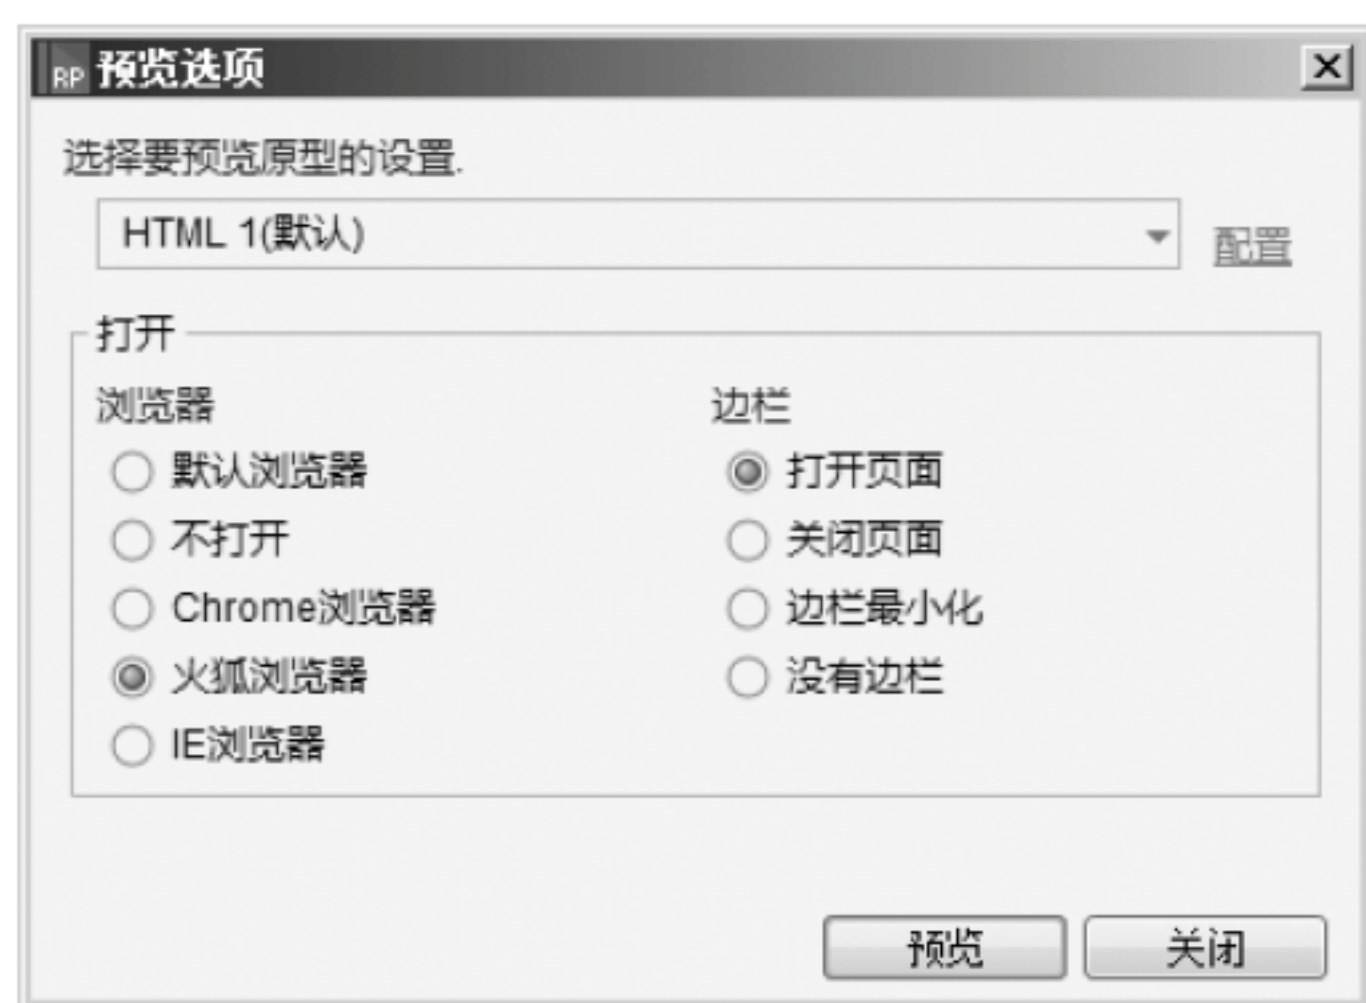 RP 预览选项
选择要预览原型的设置.
HTML 1(默认)
配置
打开
浏览器
默认浏览器
不打开
Chrome浏览器
火狐浏览器
IE浏览器
边栏
打开页面
关闭页面
边栏最小化
没有边栏
预览
关闭